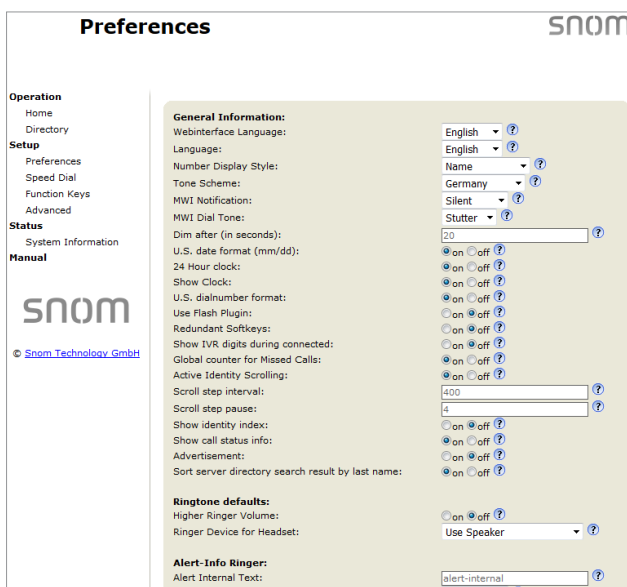 Preferences
snom
Operation
Home
Directory
Setup
Preferences
Speed Dial
Function Keys
Advanced
Status
System Information
Manual
snom
© Snom Technology GmbH
General Information:
Webinterface Language: English ?
Language: English ?
Number Display Style: Name ?
Tone Scheme: Germany ?
MWI Notification: Silent ?
MWI Dial Tone: Stutter ?
Dim after (in seconds): 20 ?
U.S. date format (mm/dd): on off ?
24 Hour clock: on off ?
Show Clock: on off ?
U.S. dialnumber format: on off ?
Use Flash Plugin: on off ?
Redundant Softkeys: on off ?
Show IVR digits during connected: on off ?
Global counter for Missed Calls: on off ?
Active Identity Scrolling: on off ?
Scroll step interval: 400 ?
Scroll step pause: 4 ?
Show identity index: on off ?
Show call status info: on off ?
Advertisement: on off ?
Sort server directory search result by last name: on off ?
Ringtone defaults:
Higher Ringer Volume: on off ?
Ringer Device for Headset: Use Speaker ?
Alert-Info Ringer:
Alert Internal Text: alert-internal ?